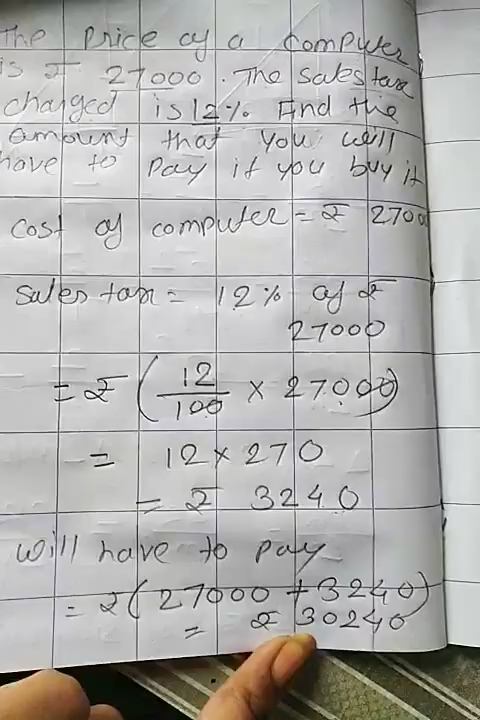 The Price of a computer
is ₹ 27000. The sales tax
charged is 12%. Find the
amount that you will
have to pay if you buy it
cost of computer = ₹ 27000
sales tax = 12% of ₹
27000
= ₹ ( 12/100 × 27000)
= 12 × 270
= ₹ 3240
will have to pay
= ₹ (27000 + 3240)
= ₹ 30240